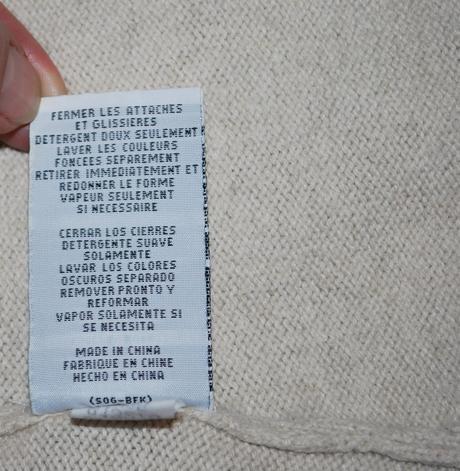 FERMER LES ATTACHES
ET GLISSIERES
DETERGENT DOUX SEULEMENT
LAVER LES COULEURS
FONCEES SEPAREMENT
RETIRER IMMEDIATEMENT ET
REDONNER LE FORME
VAPEUR SEULEMENT
SI NECESSAIRE
CERRAR LOS CIERRES
DETERGENTE SUAVE
SOLAMENTE
LAVAR LOS COLORES
OSCUROS SEPARADO
REMOVER PRONTO Y
REFORMAR
VAPOR SOLAMENTE SI
SE NECESITA
MADE IN CHINA
FABRIQUE EN CHINE
HECHO EN CHINA
(SOG-BFK)